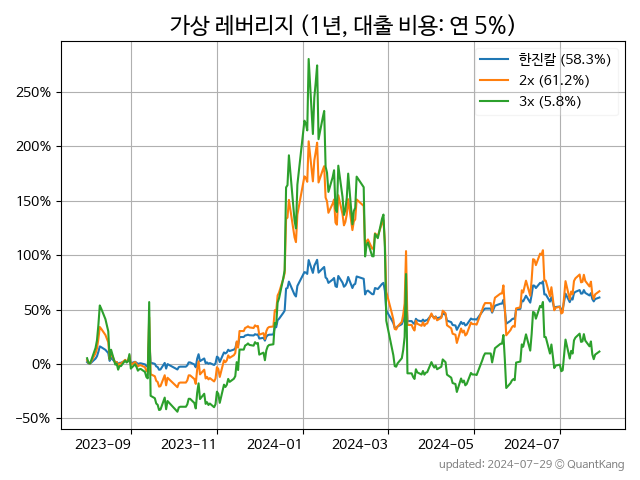 가상 레버리지 (1년, 대출 비용: 연 5%)
한진칼 (58.3%)
2x (61.2%)
3x (5.8%)
250%
200%
150%
100%
50%
0%
−50%
2023-09
2023-11
2024-01
2024-03
2024-05
2024-07
updated: 2024-07-29 © QuantKang